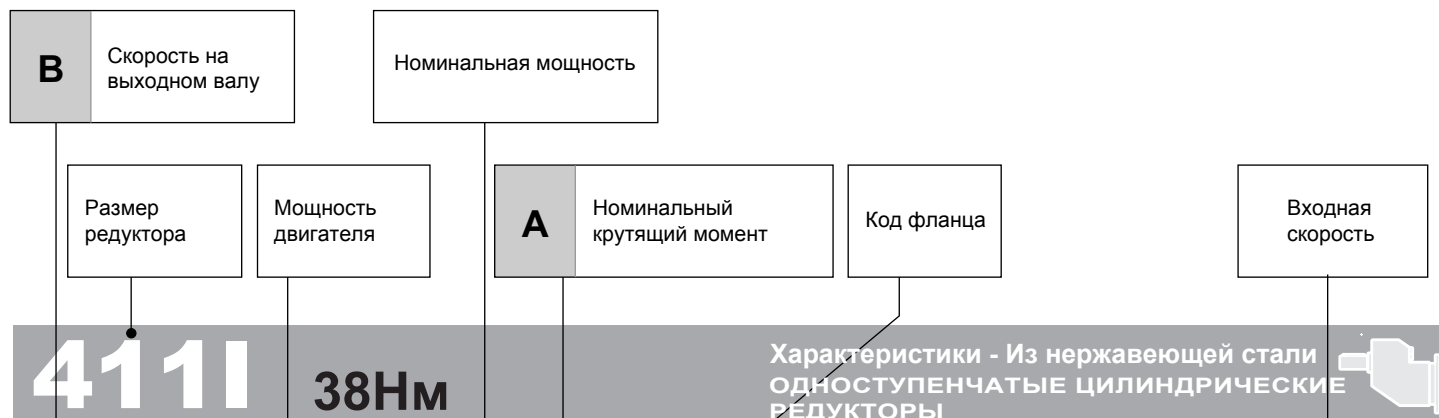 B
Скорость на
выходном валу
Номинальная мощность
Размер
редуктора
Мощность
двигателя
A
Номинальный
крутящий момент
Код фланца
Входная
скорость
411I
38Нм
Характеристики - Из нержавеющей стали
ОДНОСТУПЕНЧАТЫЕ ЦИЛИНДРИЧЕСКИЕ
РЕДУКТОРЫ